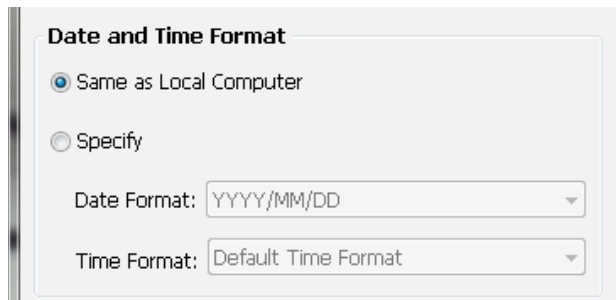 Date and Time Format
Same as Local Computer
Specify
Date Format: YYYY/MM/DD
Time Format: Default Time Format